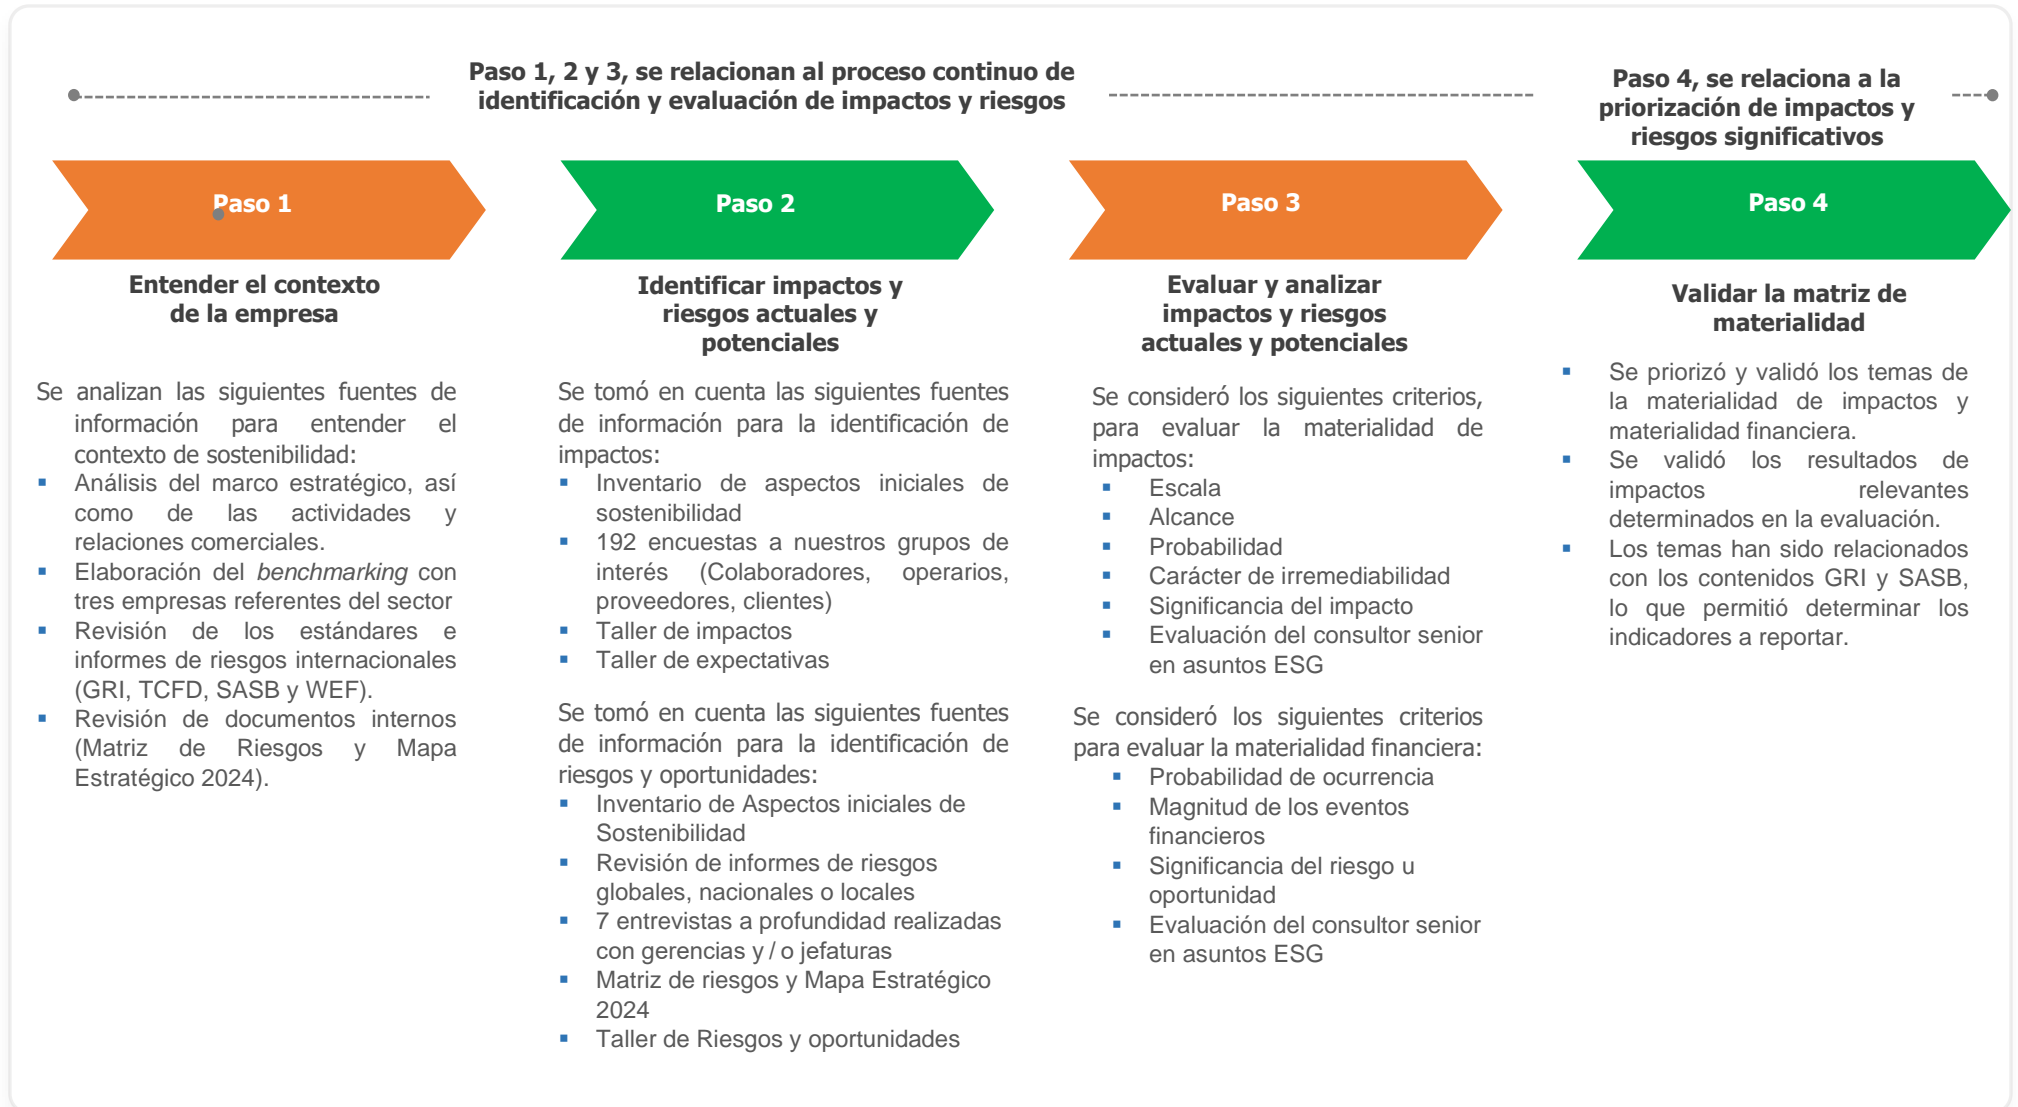 Paso 1, 2 y 3, se relacionan al proceso continuo de
identificación y evaluación de impactos y riesgos
Paso 4, se relaciona a la
priorización de impactos y
riesgos significativos
Paso 1
Entender el contexto
de la empresa
Se analizan las siguientes fuentes de
información para entender el
contexto de sostenibilidad:
▪ Análisis del marco estratégico, así
como de las actividades y
relaciones comerciales.
▪ Elaboración del benchmarking con
tres empresas referentes del sector
▪ Revisión de los estándares e
informes de riesgos internacionales
(GRI, TCFD, SASB y WEF).
▪ Revisión de documentos internos
(Matriz de Riesgos y Mapa
Estratégico 2024).
Paso 2
Identificar impactos y
riesgos actuales y
potenciales
Se tomó en cuenta las siguientes fuentes
de información para la identificación de
impactos:
▪ Inventario de aspectos iniciales de
sostenibilidad
▪ 192 encuestas a nuestros grupos de
interés (Colaboradores, operarios,
proveedores, clientes)
▪ Taller de impactos
▪ Taller de expectativas
Se tomó en cuenta las siguientes fuentes
de información para la identificación de
riesgos y oportunidades:
▪ Inventario de Aspectos iniciales de
Sostenibilidad
▪ Revisión de informes de riesgos
globales, nacionales o locales
▪ 7 entrevistas a profundidad realizadas
con gerencias y / o jefaturas
▪ Matriz de riesgos y Mapa Estratégico
2024
▪ Taller de Riesgos y oportunidades
Paso 3
Evaluar y analizar
impactos y riesgos
actuales y potenciales
Se consideró los siguientes criterios,
para evaluar la materialidad de
impactos:
▪ Escala
▪ Alcance
▪ Probabilidad
▪ Carácter de irremediabilidad
▪ Significancia del impacto
▪ Evaluación del consultor senior
en asuntos ESG
Se consideró los siguientes criterios
para evaluar la materialidad financiera:
▪ Probabilidad de ocurrencia
▪ Magnitud de los eventos
financieros
▪ Significancia del riesgo u
oportunidad
▪ Evaluación del consultor senior
en asuntos ESG
Paso 4
Validar la matriz de
materialidad
▪ Se priorizó y validó los temas de
la materialidad de impactos y
materialidad financiera.
▪ Se validó los resultados de
impactos relevantes
determinados en la evaluación.
▪ Los temas han sido relacionados
con los contenidos GRI y SASB,
lo que permitió determinar los
indicadores a reportar.